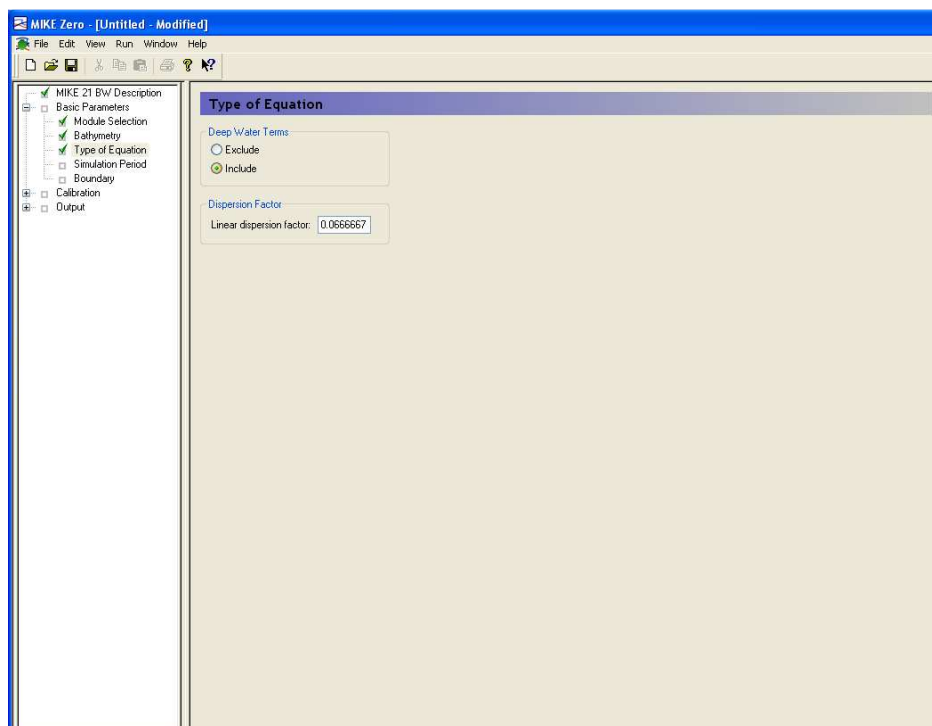 MIKE Zero - [Untitled - Modified]
File Edit View Run Window Help
MIKE 21 BW Description
Basic Parameters
Module Selection
Bathymetry
Type of Equation
Simulation Period
Boundary
Calibration
Output
Type of Equation
Deep Water Terms
Exclude
Include
Dispersion Factor
Linear dispersion factor: 0.0666667